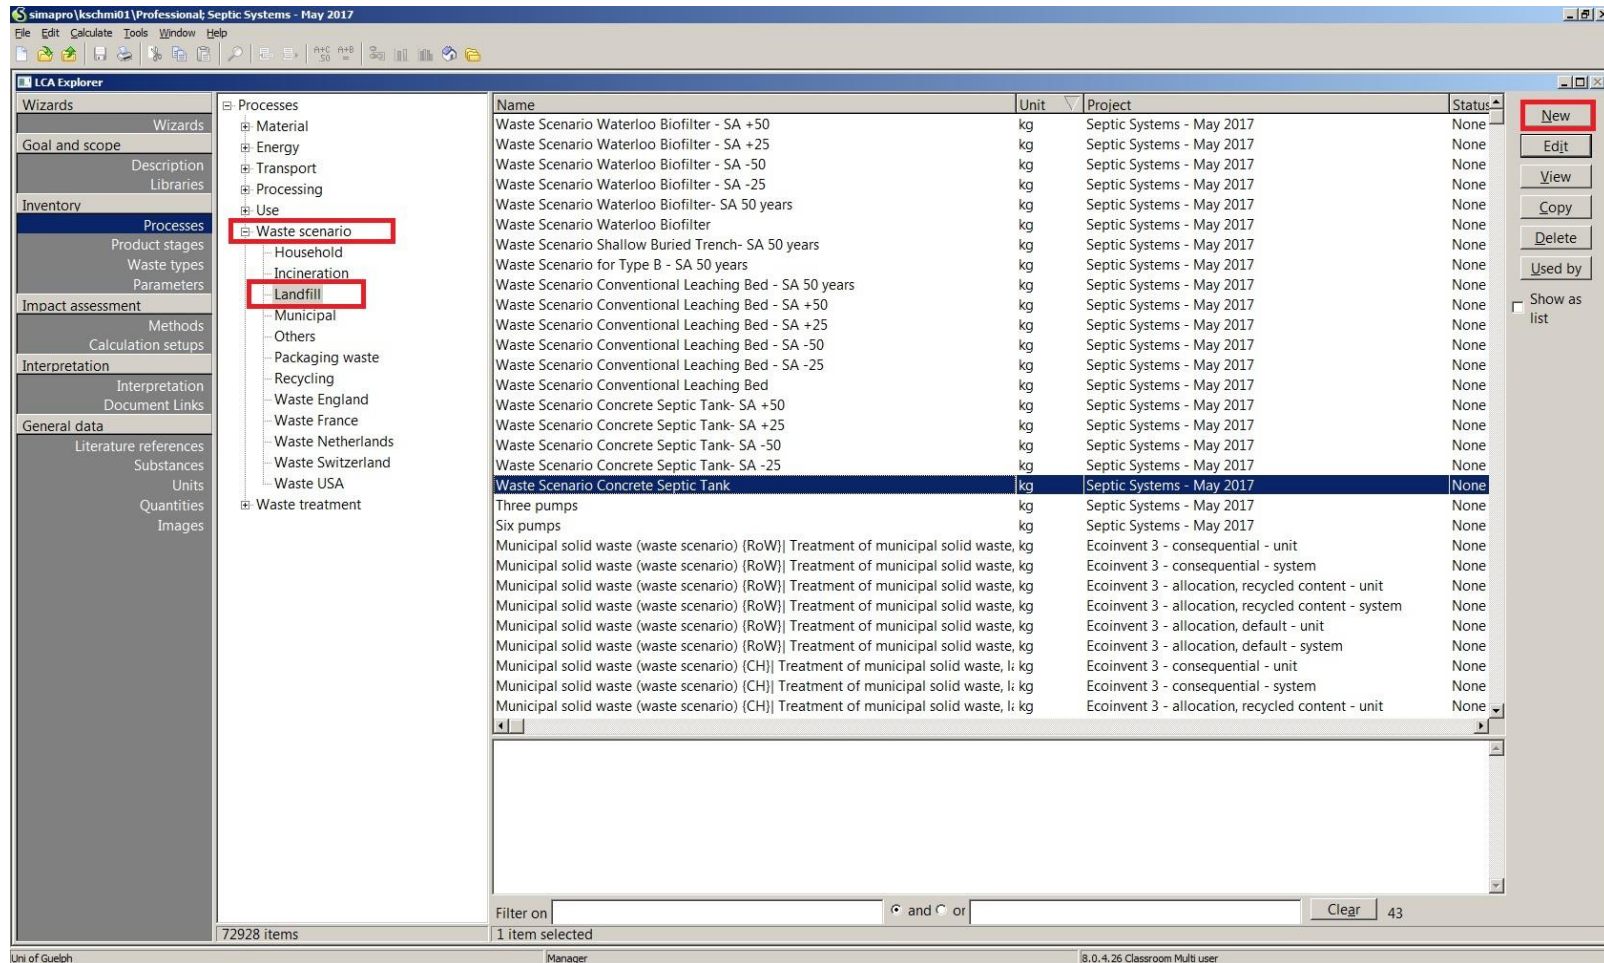 simapro\kschmi01\Professional; Septic Systems - May 2017
File Edit Calculate Tools Window Help
LCA Explorer
Wizards
Wizards
Goal and scope
Description
Libraries
Inventory
Processes
Product stages
Waste types
Parameters
Impact assessment
Methods
Calculation setups
Interpretation
Interpretation
Document Links
General data
Literature references
Substances
Units
Quantities
Images
Processes
Material
Energy
Transport
Processing
Use
Waste scenario
Household
Incineration
Landfill
Municipal
Others
Packaging waste
Recycling
Waste England
Waste France
Waste Netherlands
Waste Switzerland
Waste USA
Waste treatment
72928 items
Name Unit Project Status
Waste Scenario Waterloo Biofilter - SA +50 kg Septic Systems - May 2017 None
Waste Scenario Waterloo Biofilter - SA +25 kg Septic Systems - May 2017 None
Waste Scenario Waterloo Biofilter - SA -50 kg Septic Systems - May 2017 None
Waste Scenario Waterloo Biofilter - SA -25 kg Septic Systems - May 2017 None
Waste Scenario Waterloo Biofilter- SA 50 years kg Septic Systems - May 2017 None
Waste Scenario Waterloo Biofilter kg Septic Systems - May 2017 None
Waste Scenario Shallow Buried Trench- SA 50 years kg Septic Systems - May 2017 None
Waste Scenario for Type B - SA 50 years kg Septic Systems - May 2017 None
Waste Scenario Conventional Leaching Bed - SA 50 years kg Septic Systems - May 2017 None
Waste Scenario Conventional Leaching Bed - SA +50 kg Septic Systems - May 2017 None
Waste Scenario Conventional Leaching Bed - SA +25 kg Septic Systems - May 2017 None
Waste Scenario Conventional Leaching Bed - SA -50 kg Septic Systems - May 2017 None
Waste Scenario Conventional Leaching Bed - SA -25 kg Septic Systems - May 2017 None
Waste Scenario Conventional Leaching Bed kg Septic Systems - May 2017 None
Waste Scenario Concrete Septic Tank- SA +50 kg Septic Systems - May 2017 None
Waste Scenario Concrete Septic Tank- SA +25 kg Septic Systems - May 2017 None
Waste Scenario Concrete Septic Tank- SA -50 kg Septic Systems - May 2017 None
Waste Scenario Concrete Septic Tank- SA -25 kg Septic Systems - May 2017 None
Waste Scenario Concrete Septic Tank kg Septic Systems - May 2017 None
Three pumps kg Septic Systems - May 2017 None
Six pumps kg Septic Systems - May 2017 None
Municipal solid waste (waste scenario) {RoW}| Treatment of municipal solid waste, kg Ecoinvent 3 - consequential - unit None
Municipal solid waste (waste scenario) {RoW}| Treatment of municipal solid waste, kg Ecoinvent 3 - consequential - system None
Municipal solid waste (waste scenario) {RoW}| Treatment of municipal solid waste, kg Ecoinvent 3 - allocation, recycled content - unit None
Municipal solid waste (waste scenario) {RoW}| Treatment of municipal solid waste, kg Ecoinvent 3 - allocation, recycled content - system None
Municipal solid waste (waste scenario) {RoW}| Treatment of municipal solid waste, kg Ecoinvent 3 - allocation, default - unit None
Municipal solid waste (waste scenario) {RoW}| Treatment of municipal solid waste, kg Ecoinvent 3 - allocation, default - system None
Municipal solid waste (waste scenario) {CH}| Treatment of municipal solid waste, kg Ecoinvent 3 - consequential - unit None
Municipal solid waste (waste scenario) {CH}| Treatment of municipal solid waste, kg Ecoinvent 3 - consequential - system None
Municipal solid waste (waste scenario) {CH}| Treatment of municipal solid waste, kg Ecoinvent 3 - allocation, recycled content - unit None
Filter on and or Clear 43
1 item selected
New
Edit
View
Copy
Delete
Used by
Show as
list
Uni of Guelph Manager 8.0.4.26 Classroom Multi user